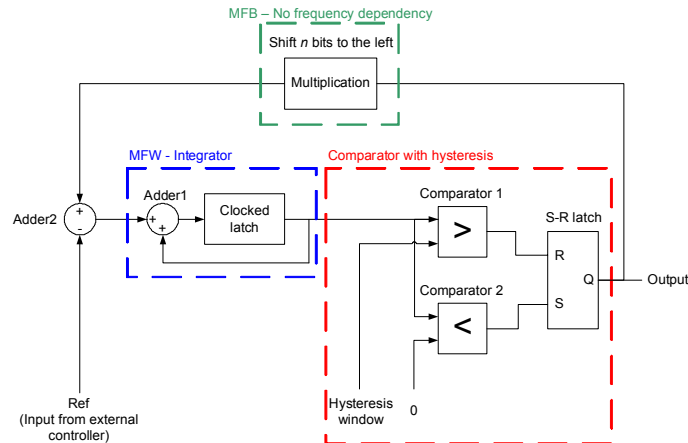 MFB – No frequency dependency
Shift n bits to the left
Multiplication
MFW - Integrator
Comparator with hysteresis
Adder1
Comparator 1
Adder2
+
-
+
+
Clocked
latch
>
S-R latch
R
Q
S
Output
Comparator 2
<
Ref
(Input from external
controller)
Hysteresis
window
0